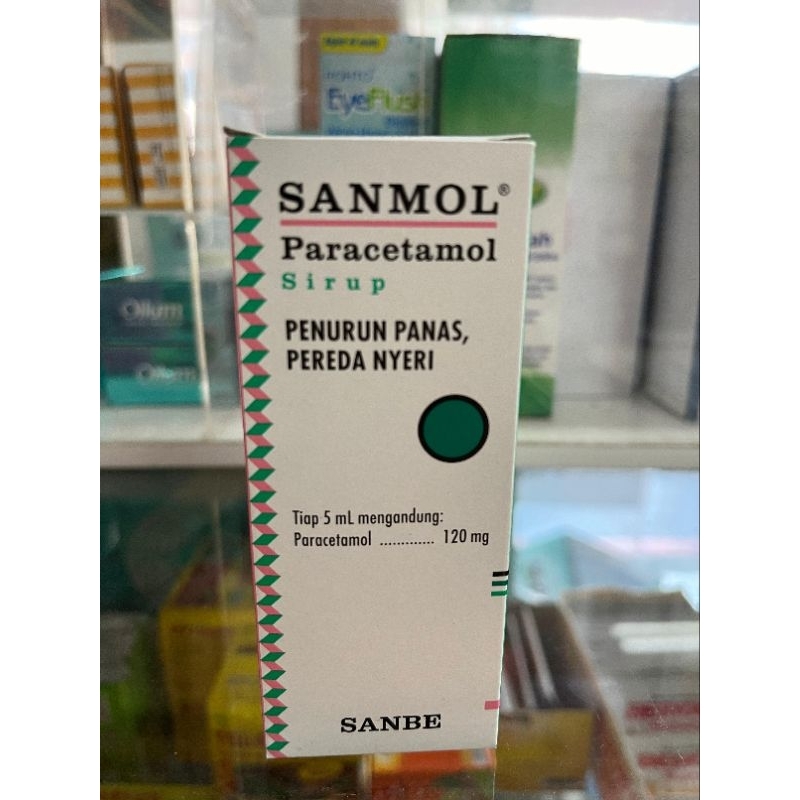 EyeFlush
SANMOL®
Paracetamol
Sirup
PENURUN PANAS,
PEREDA NYERI
Tiap 5 mL mengandung:
Paracetamol ............. 120 mg
SANBE